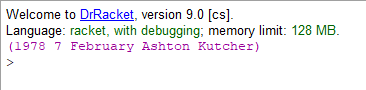 Welcome to DrRacket, version 9.0 [cs].
Language: racket, with debugging; memory limit: 128 MB.
(1978 7 February Ashton Kutcher)
>